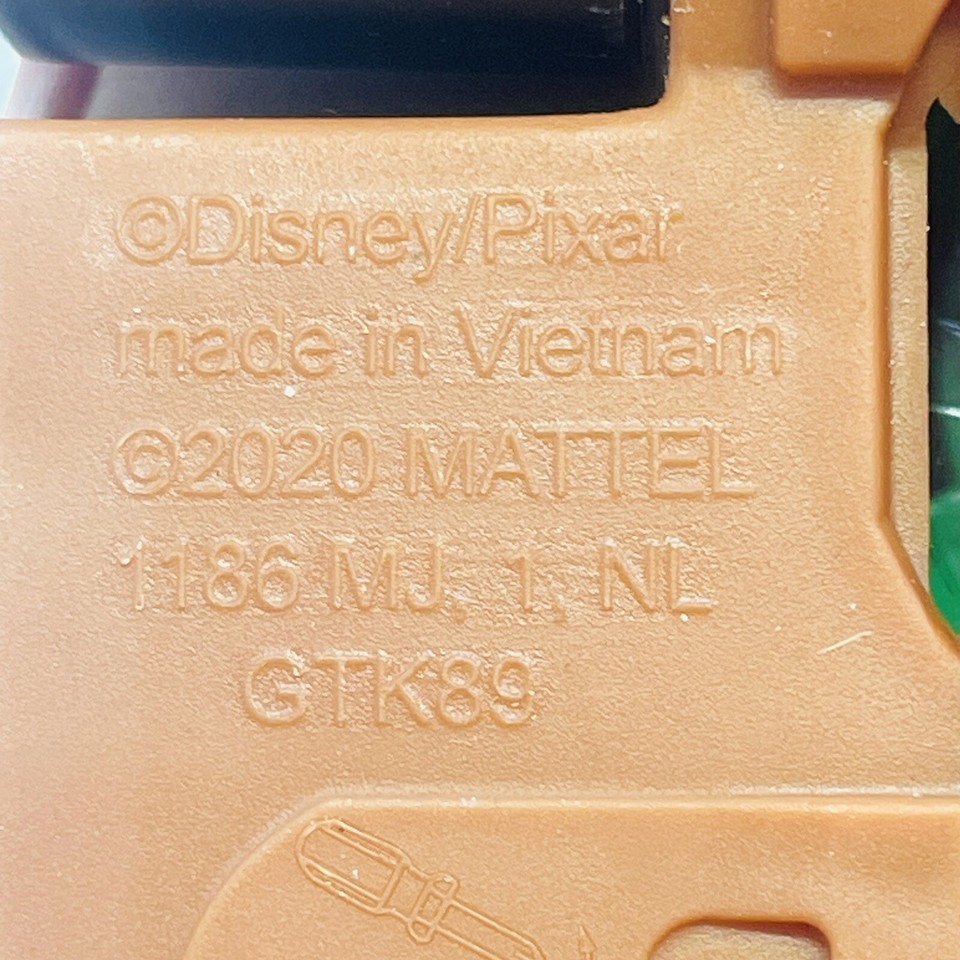 ©Disney/Pixar
made in Vietnam
©2020 MATTEL
1186 MJ, 1, NL
GTK89